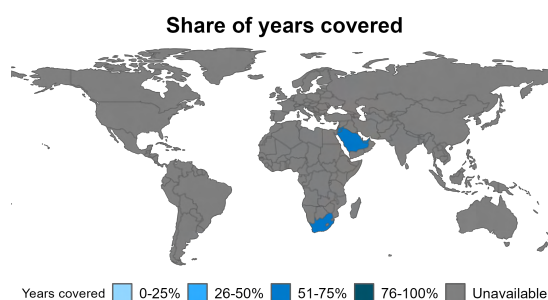 Share of years covered
Years covered 0-25% 26-50% 51-75% 76-100% Unavailable